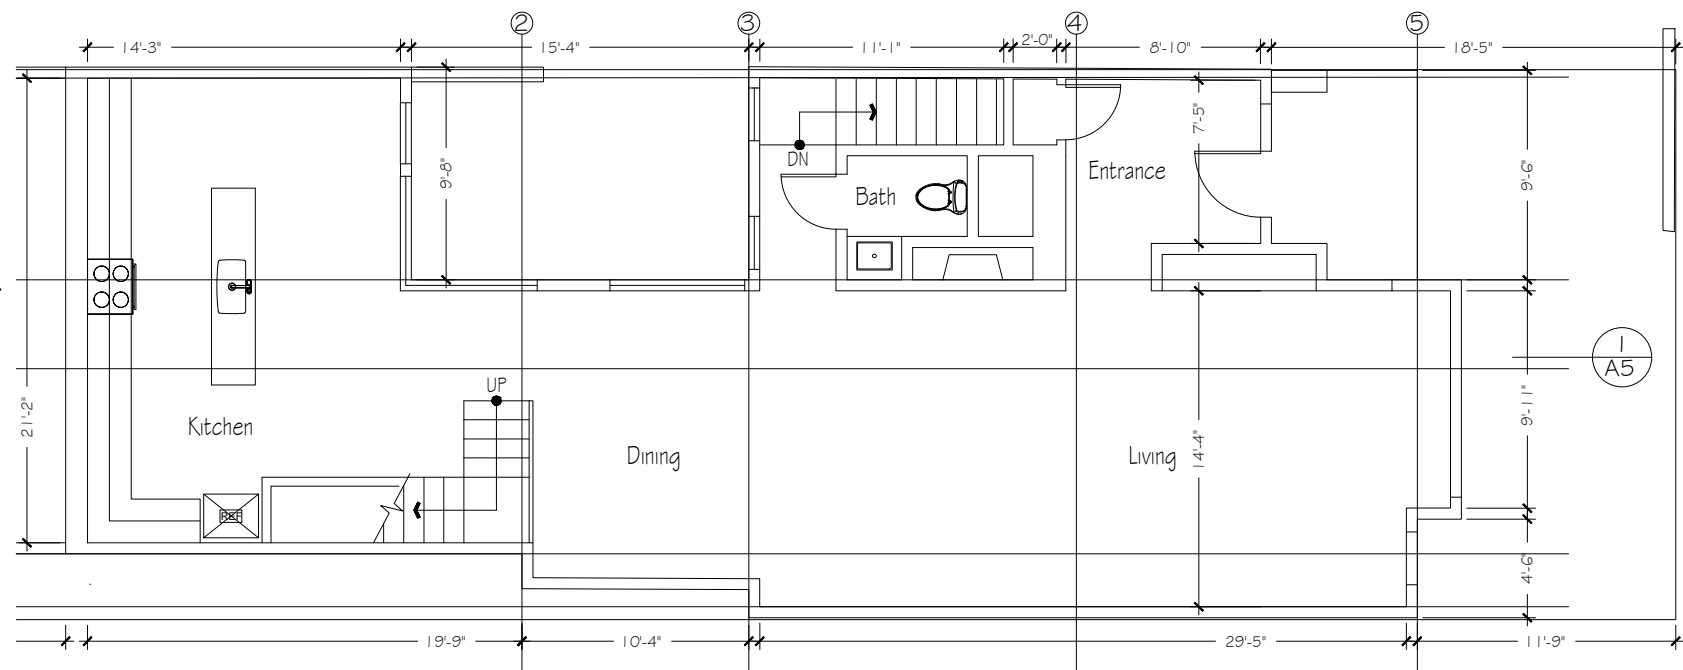 2
3
4
5
14'-3"
15'-4"
11'-1"
2'-0"
8'-10"
18'-5"
7'-5"
DN
9'-8"
Entrance
9'-6"
Bath
1
A5
UP
21'-2"
9'-11"
Kitchen
Dining
Living
14'-4"
REF
4'-6"
19'-9"
10'-4"
29'-5"
11'-9"